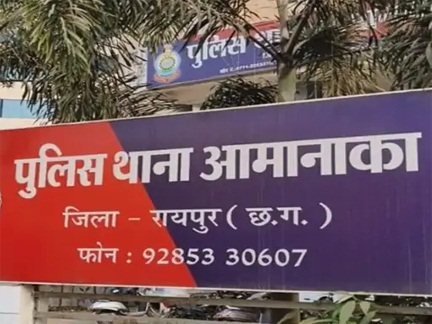 पुलिस था
पुलिस थाना आमानाका
जिला – रायपुर ( छ.ग. )
फोन : 92853 30607